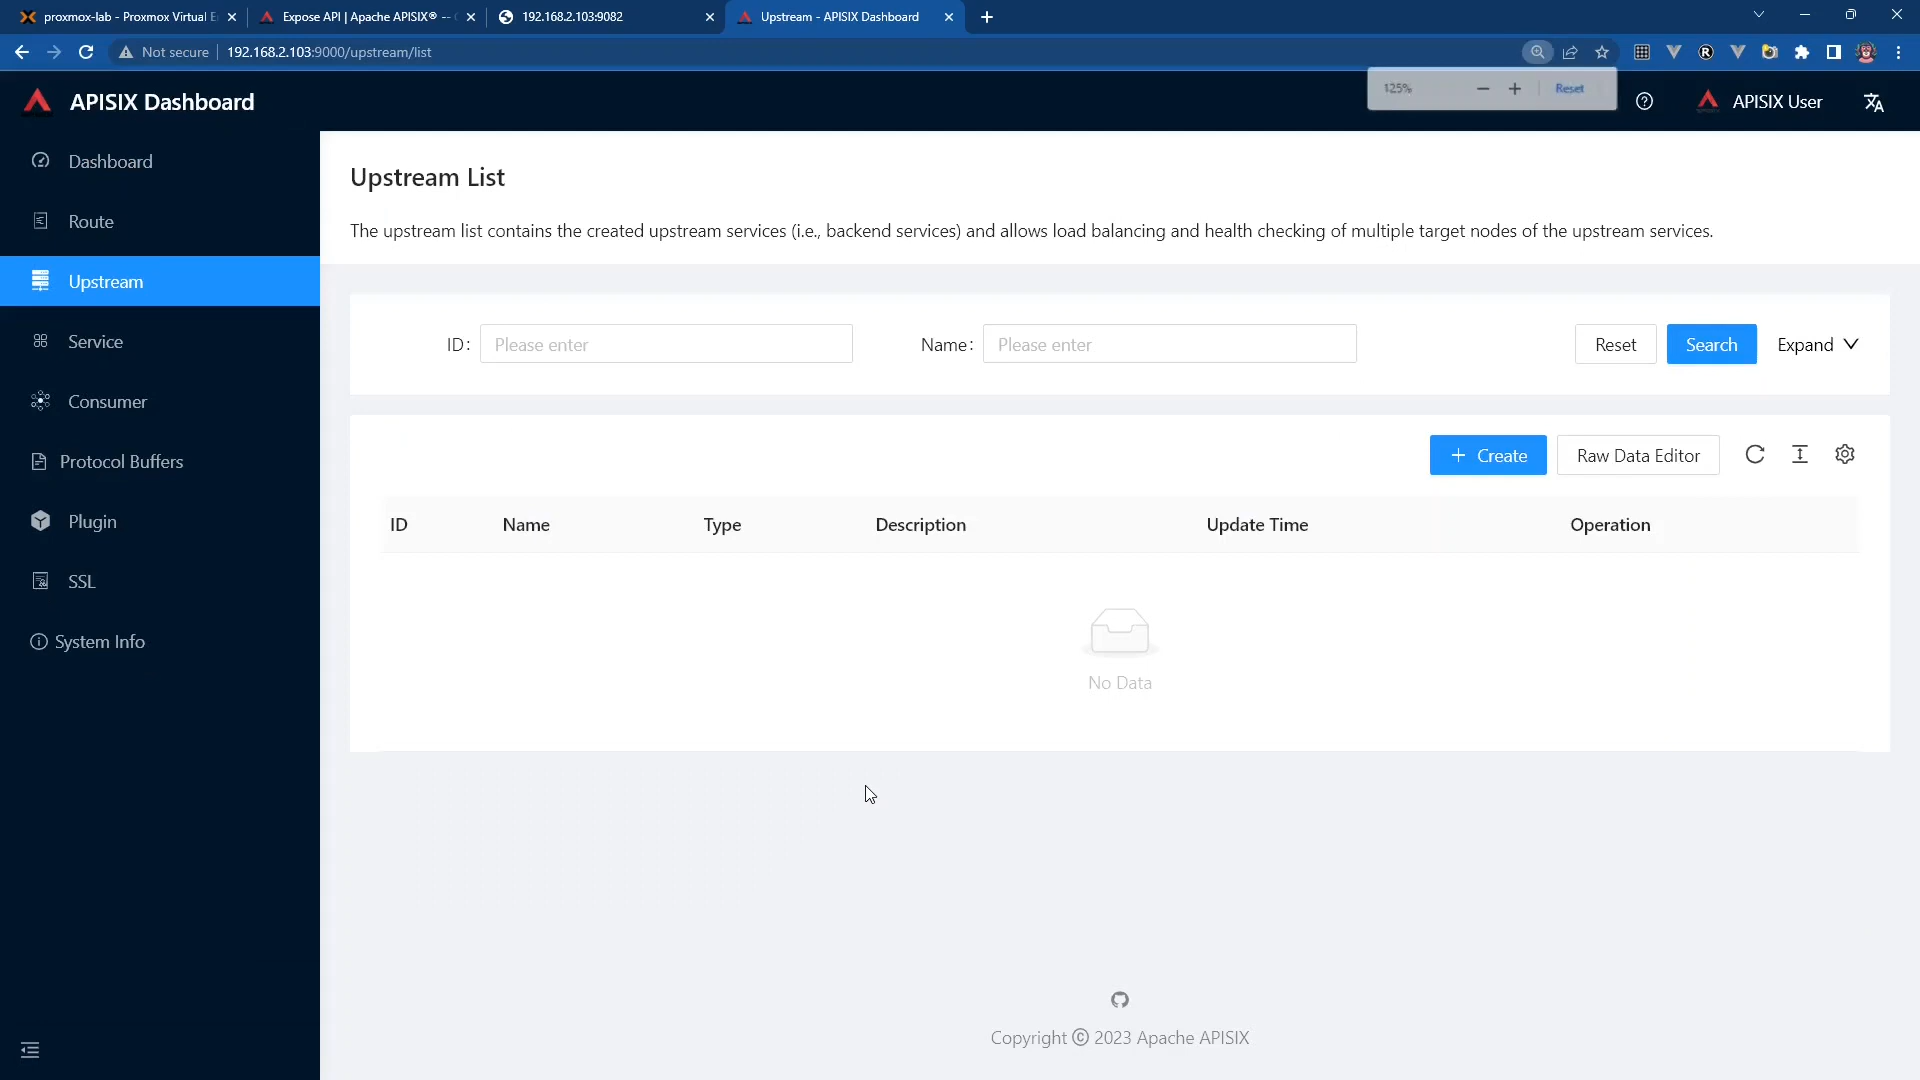 proxmox-lab - Proxmox Virtual E
Expose API | Apache APISIX® --
192.168.2.103:9082
Upstream - APISIX Dashboard
Not secure
192.168.2.103:9000/upstream/list
125%
Reset
APISIX Dashboard
APISIX User
Dashboard
Route
Upstream
Service
Consumer
Protocol Buffers
Plugin
SSL
System Info
Upstream List
The upstream list contains the created upstream services (i.e., backend services) and allows load balancing and health checking of multiple target nodes of the upstream services.
ID: Please enter
Name: Please enter
Reset
Search
Expand
+ Create
Raw Data Editor
ID Name Type Description Update Time Operation
No Data
Copyright © 2023 Apache APISIX